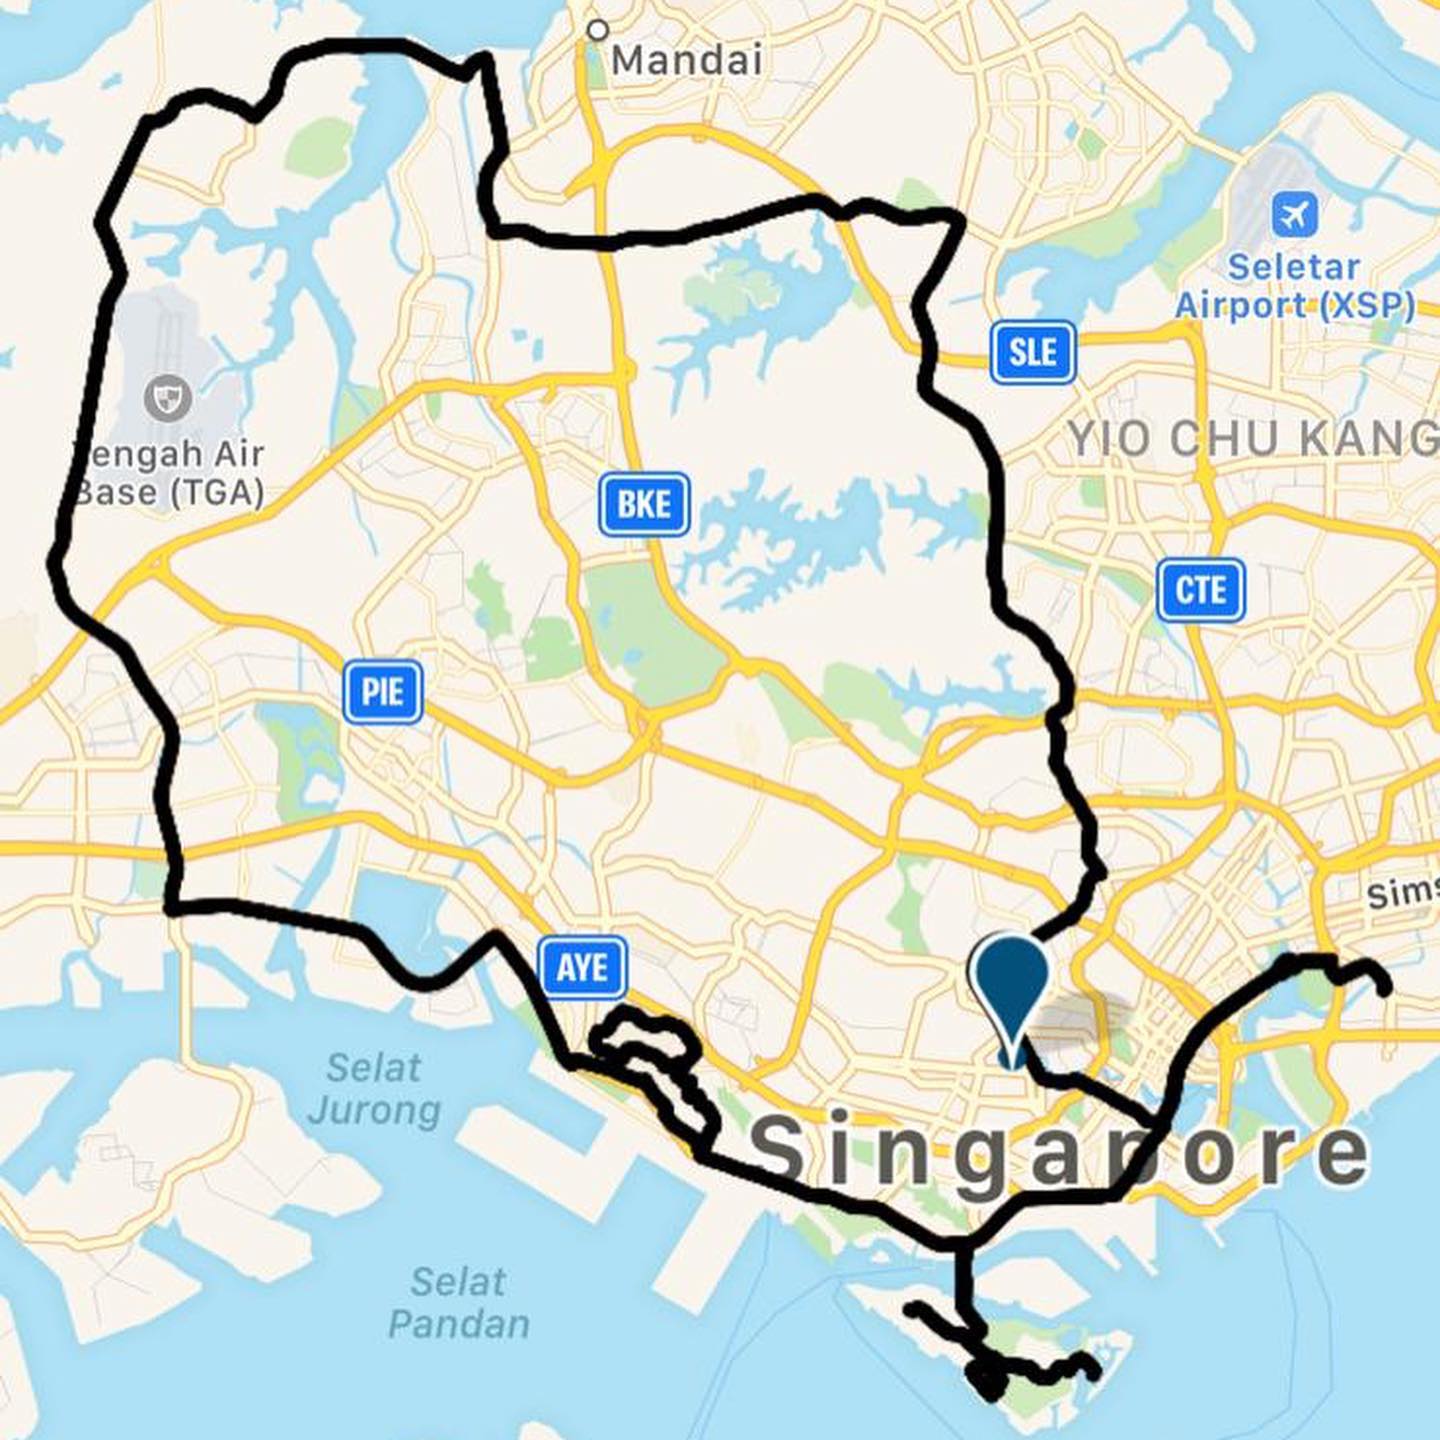 Mandai
Seletar
Airport (XSP)
SLE
YIO CHU KANG
engah Air
Base (TGA)
BKE
CTE
PIE
Sims
AYE
Selat
Jurong
Singapore
Selat
Pandan